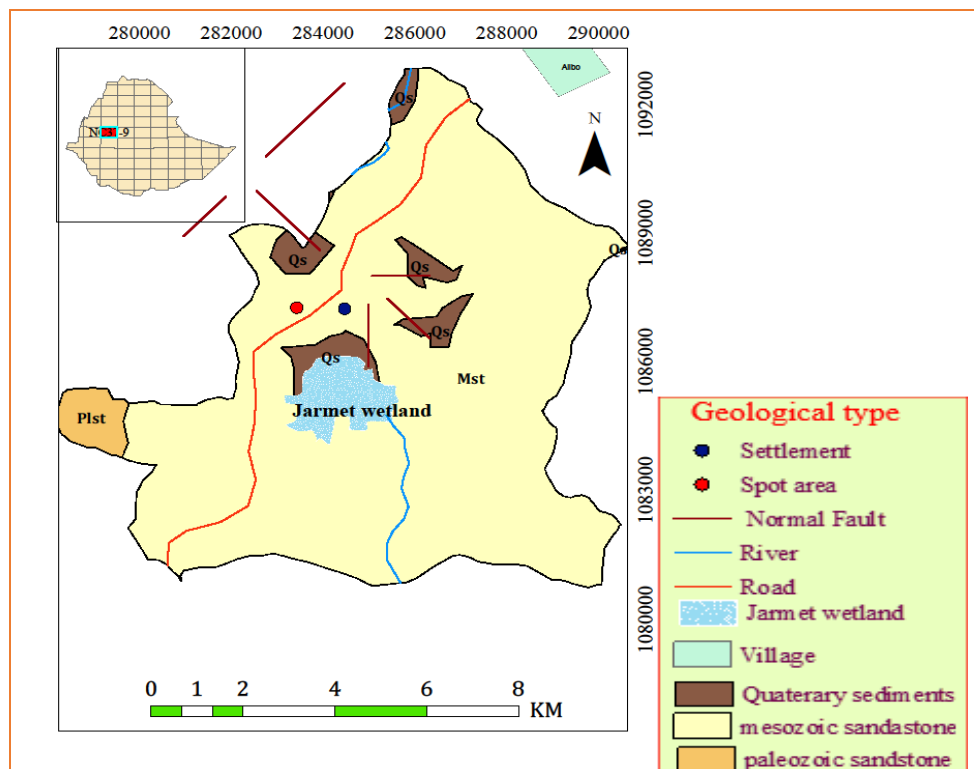 280000 282000 284000 286000 288000 290000
Allbo
1092000
N
1089000
1086000
1083000
1080000
Qs
Qs
Qs
Qs
Qs
Qs
Mst
Plst
Jarmet wetland
0 1 2 4 6 8
KM
Geological type
Settlement
Spot area
Normal Fault
River
Road
Jarmet wetland
Village
Quaterary sediments
mesozoic sandastone
paleozoic sandstone